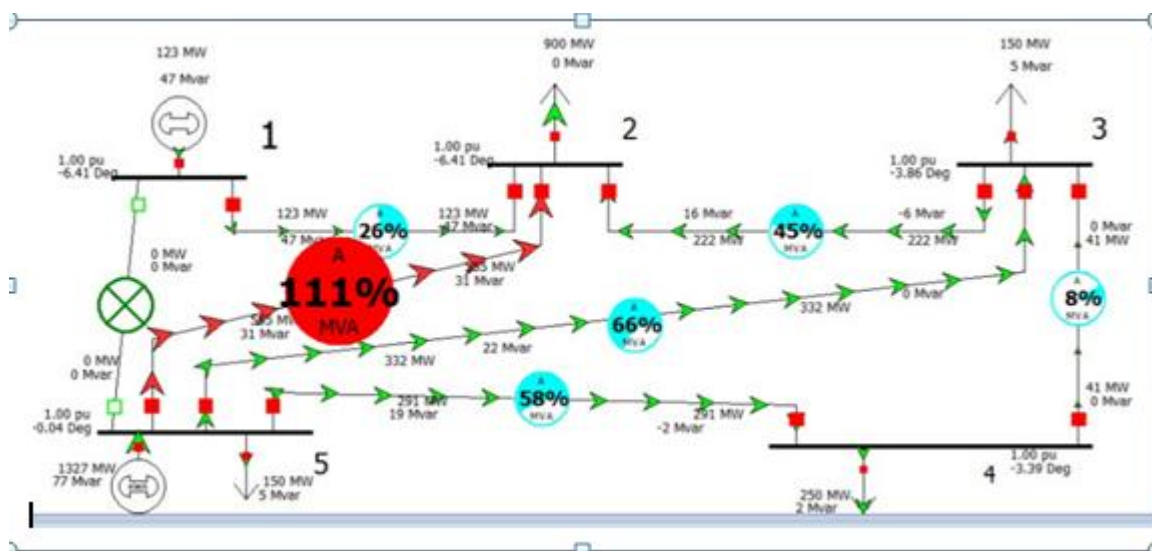 123 MW
47 Mvar
900 MW
0 Mvar
150 MW
5 Mvar
1
2
3
1.00 pu
-6.41 Deg
1.00 pu
-6.41 Deg
1.00 pu
-3.86 Deg
123 MW
47 Mvar
A
26%
MVA
123 MW
16 Mvar
222 MW
A
45%
MVA
-6 Mvar
222 MW
0 Mvar
41 MW
0 MW
0 Mvar
A
111%
MVA
31 Mvar
31 Mvar
332 MW
22 Mvar
A
66%
MVA
332 MW
0 Mvar
A
8%
MVA
0 MW
0 Mvar
291 MW
19 Mvar
A
58%
MVA
291 MW
-2 Mvar
41 MW
0 Mvar
1.00 pu
-0.04 Deg
5
1327 MW
77 Mvar
150 MW
5 Mvar
1.00 pu
-3.39 Deg
4
250 MW
2 Mvar